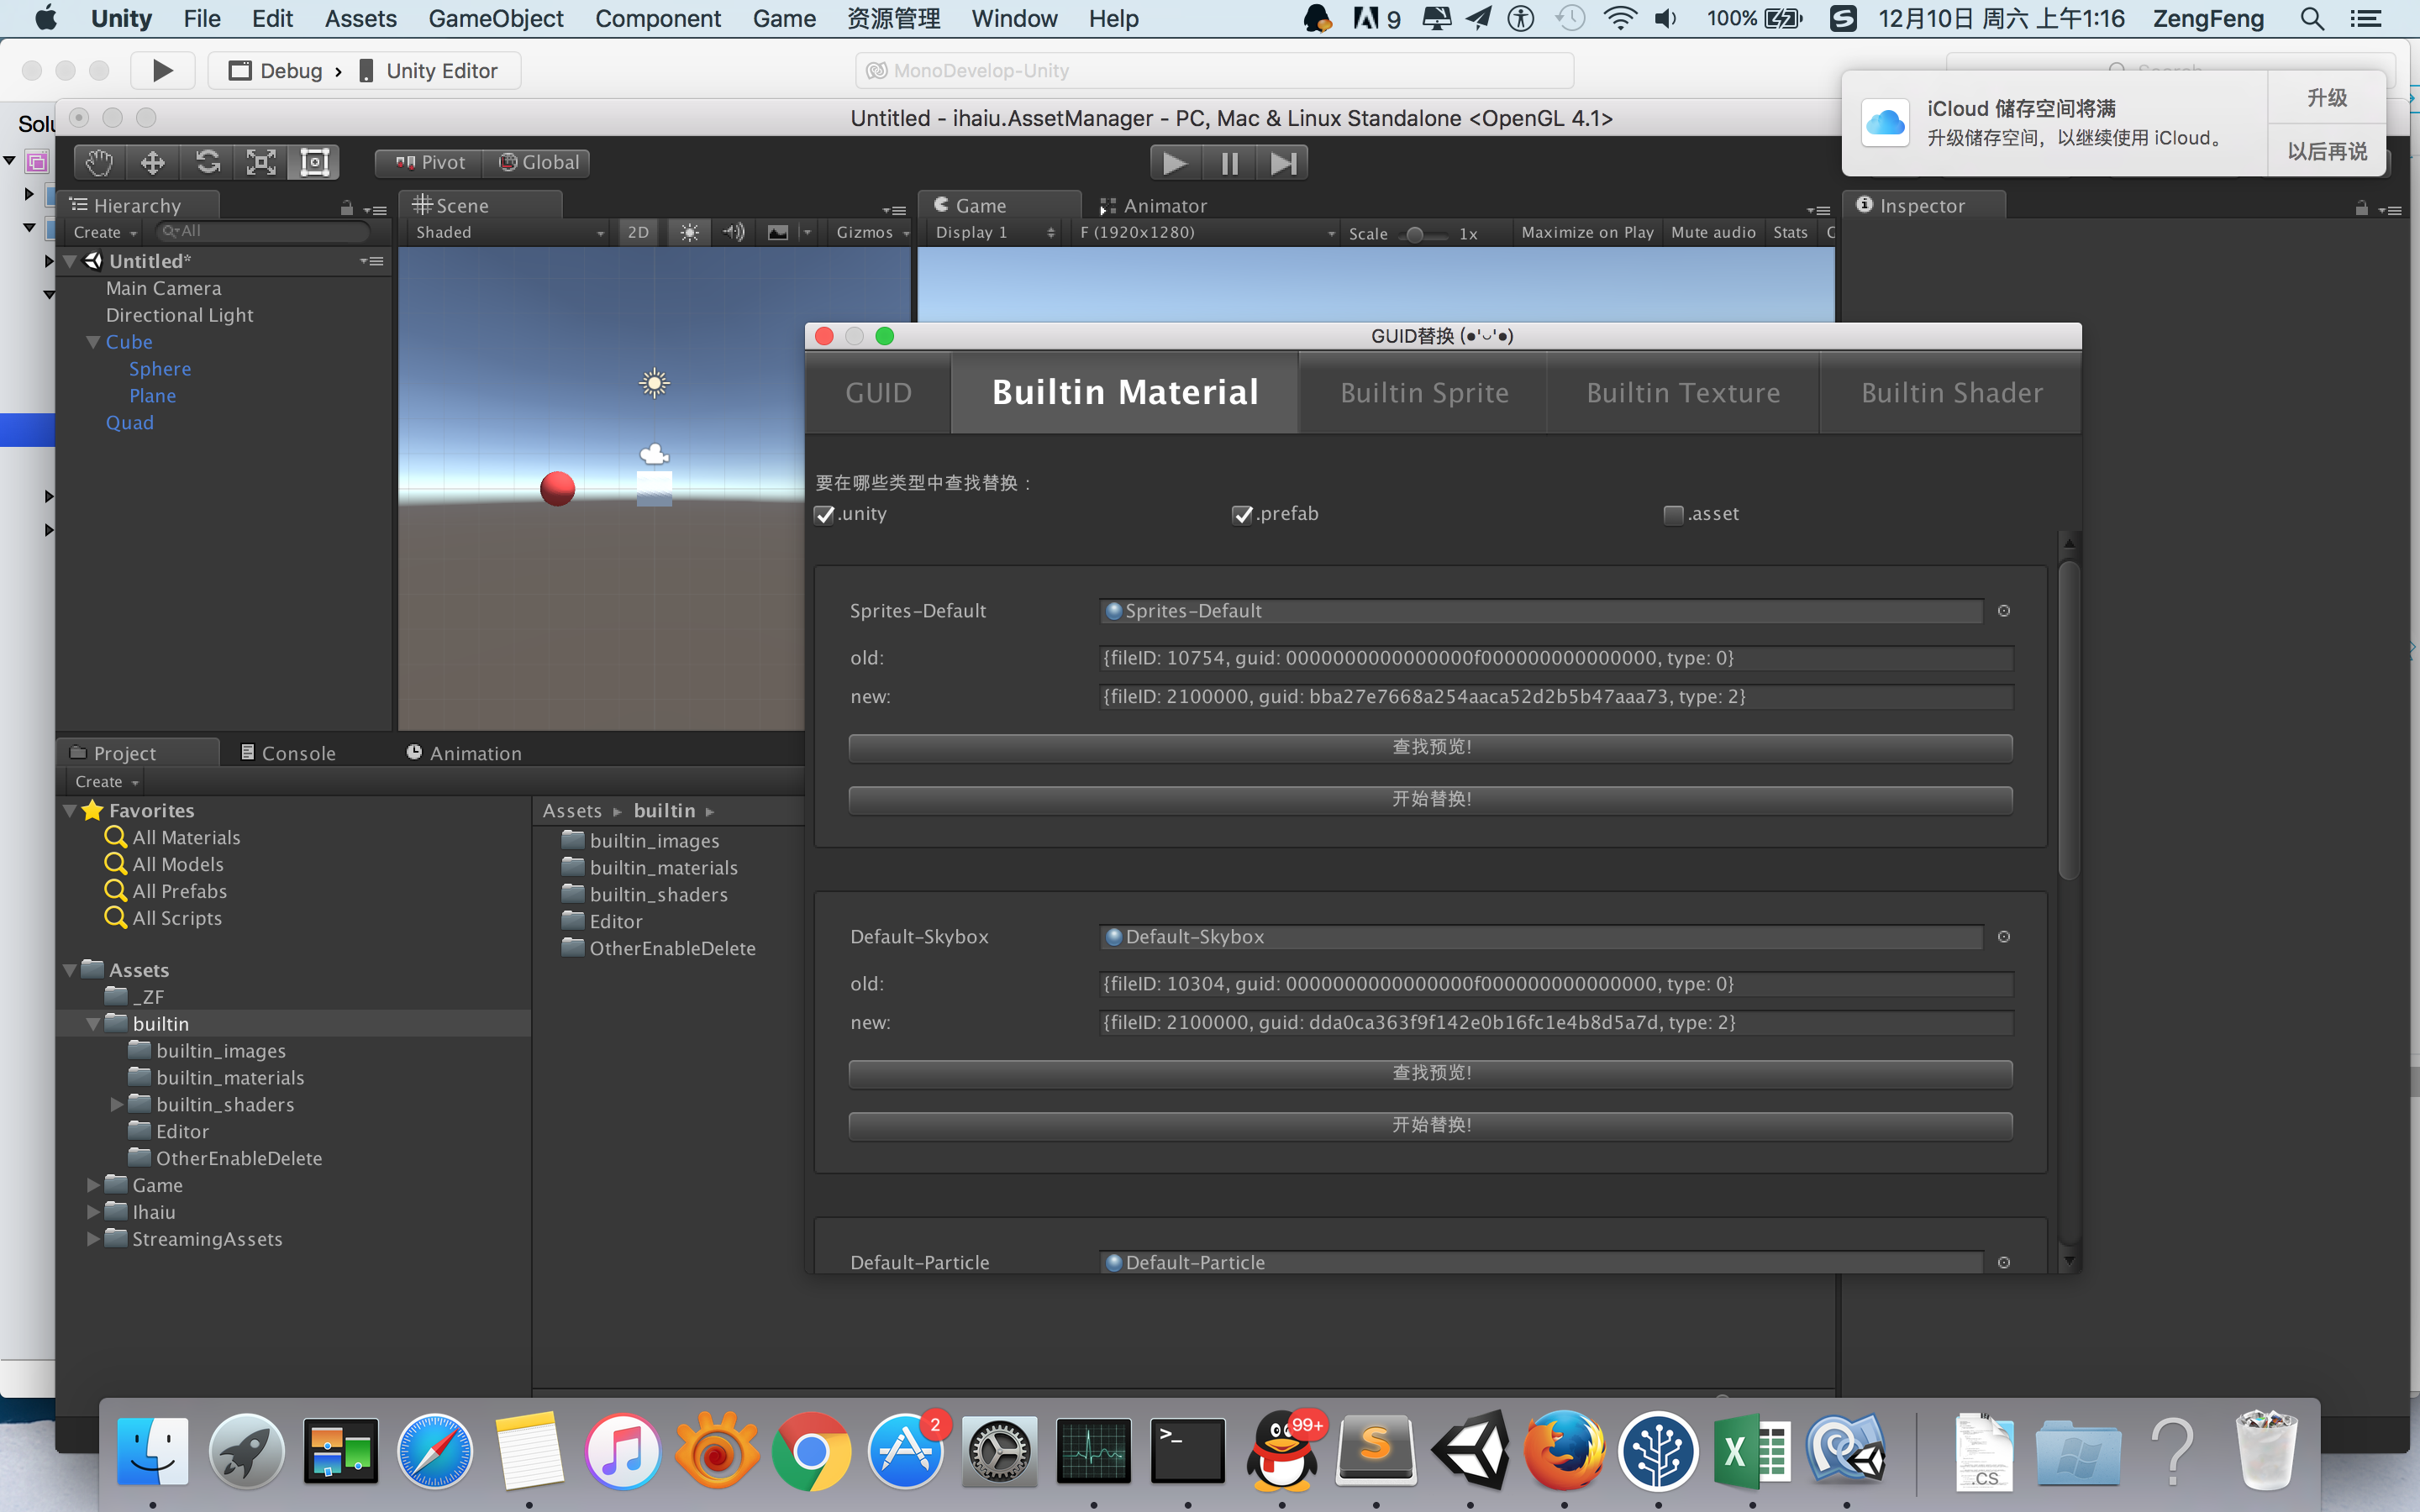 Unity File Edit Assets GameObject Component Game 资源管理 Window Help 9 100% 12月10日 周六 上午1:16 ZengFeng
Debug › Unity Editor MonoDevelop-Unity
iCloud 储存空间将满
升级储存空间，以继续使用 iCloud。
升级
以后再说
Untitled - ihaiu.AssetManager - PC, Mac & Linux Standalone <OpenGL 4.1>
Pivot Global
Hierarchy Scene Game Animator Inspector
Create All Shaded 2D Gizmos Display 1 F (1920x1280) Scale 1x Maximize on Play Mute audio Stats
Untitled*
Main Camera
Directional Light
Cube
Sphere
Plane
Quad
GUID替换 (●'◡'●)
GUID Builtin Material Builtin Sprite Builtin Texture Builtin Shader
要在哪些类型中查找替换：
.unity .prefab .asset
Sprites-Default Sprites-Default
old: {fileID: 10754, guid: 0000000000000000f000000000000000, type: 0}
new: {fileID: 2100000, guid: bba27e7668a254aaca52d2b5b47aaa73, type: 2}
查找预览!
开始替换!
Default-Skybox Default-Skybox
old: {fileID: 10304, guid: 0000000000000000f000000000000000, type: 0}
new: {fileID: 2100000, guid: dda0ca363f9f142e0b16fc1e4b8d5a7d, type: 2}
查找预览!
开始替换!
Default-Particle Default-Particle
Project Console Animation
Create
Favorites
All Materials
All Models
All Prefabs
All Scripts
Assets
_ZF
builtin
builtin_images
builtin_materials
builtin_shaders
Editor
OtherEnableDelete
Game
Ihaiu
StreamingAssets
Assets ▸ builtin ▸
builtin_images
builtin_materials
builtin_shaders
Editor
OtherEnableDelete
2
99+
.CS